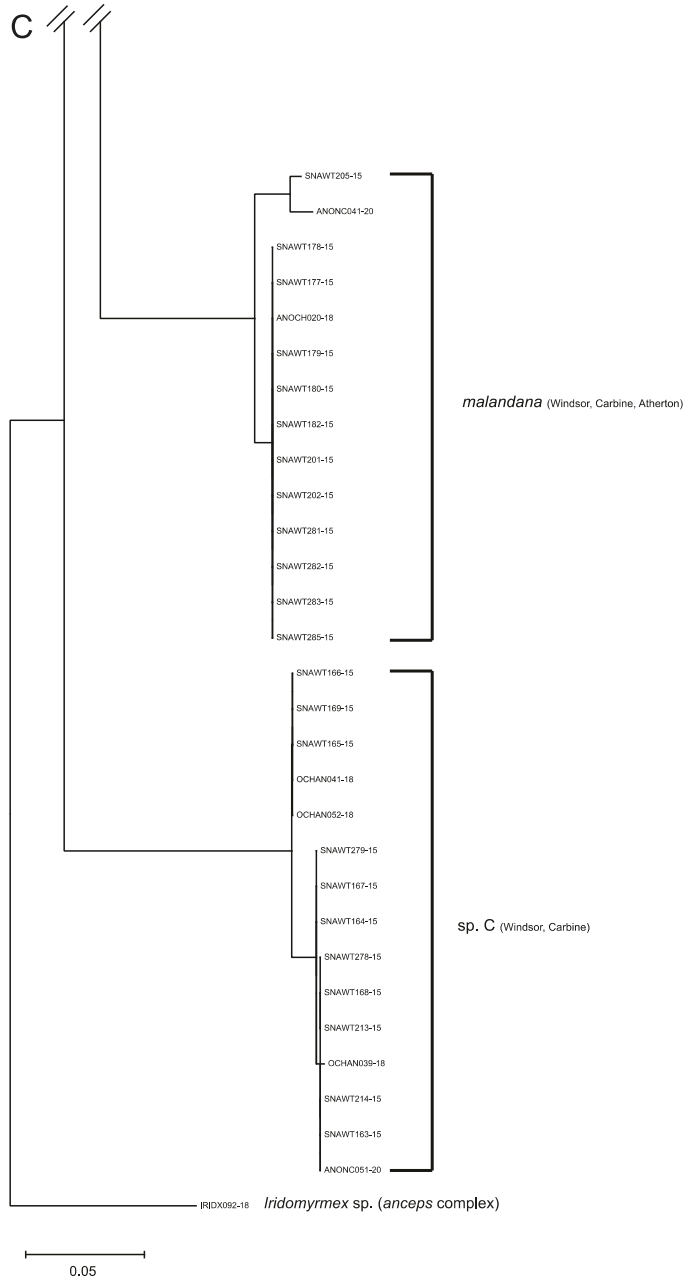 C
SNAWT205-15
ANONC041-20
SNAWT178-15
SNAWT177-15
ANOCH020-18
SNAWT179-15
SNAWT180-15
malandana (Windsor, Carbine, Atherton)
SNAWT182-15
SNAWT201-15
SNAWT202-15
SNAWT281-15
SNAWT282-15
SNAWT283-15
SNAWT285-15
SNAWT166-15
SNAWT169-15
SNAWT165-15
OCHAN041-18
OCHAN052-18
SNAWT279-15
SNAWT167-15
SNAWT164-15
sp. C (Windsor, Carbine)
SNAWT278-15
SNAWT168-15
SNAWT213-15
OCHAN039-18
SNAWT214-15
SNAWT163-15
ANONC051-20
IRIDX092-18 Iridomyrmex sp. (anceps complex)
0.05